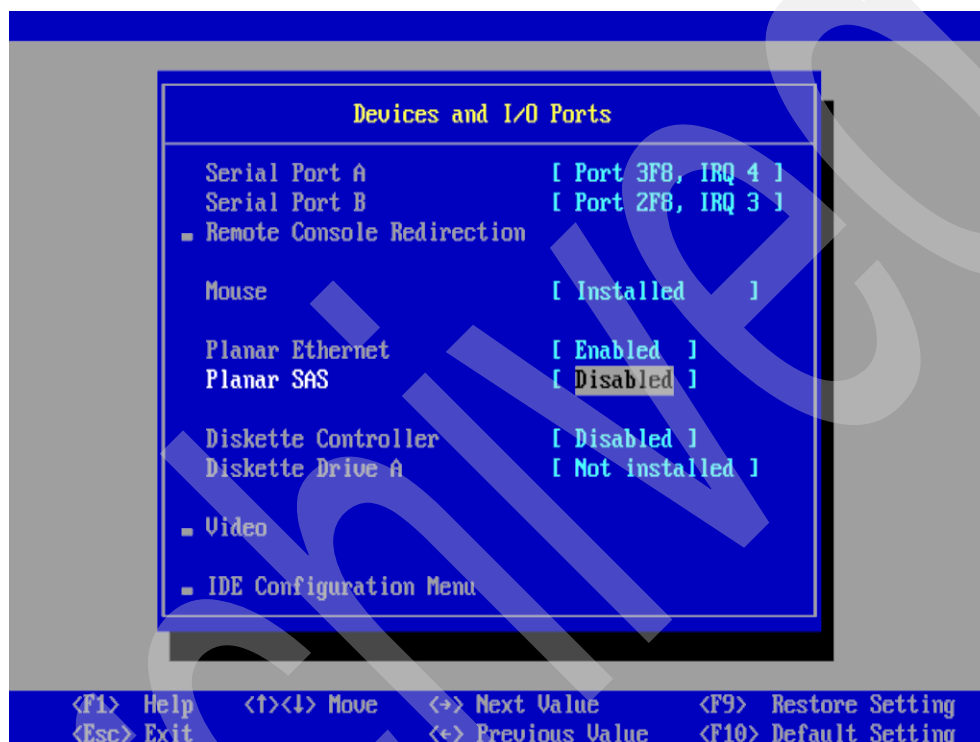 Devices and I/O Ports
Serial Port A [ Port 3F8, IRQ 4 ]
Serial Port B [ Port 2F8, IRQ 3 ]
Remote Console Redirection
Mouse [ Installed ]
Planar Ethernet [ Enabled ]
Planar SAS [ Disabled ]
Diskette Controller [ Disabled ]
Diskette Drive A [ Not installed ]
Video
IDE Configuration Menu
<F1> Help <↑><↓> Move <→> Next Value <F9> Restore Setting
<Esc> Exit <←> Previous Value <F10> Default Setting